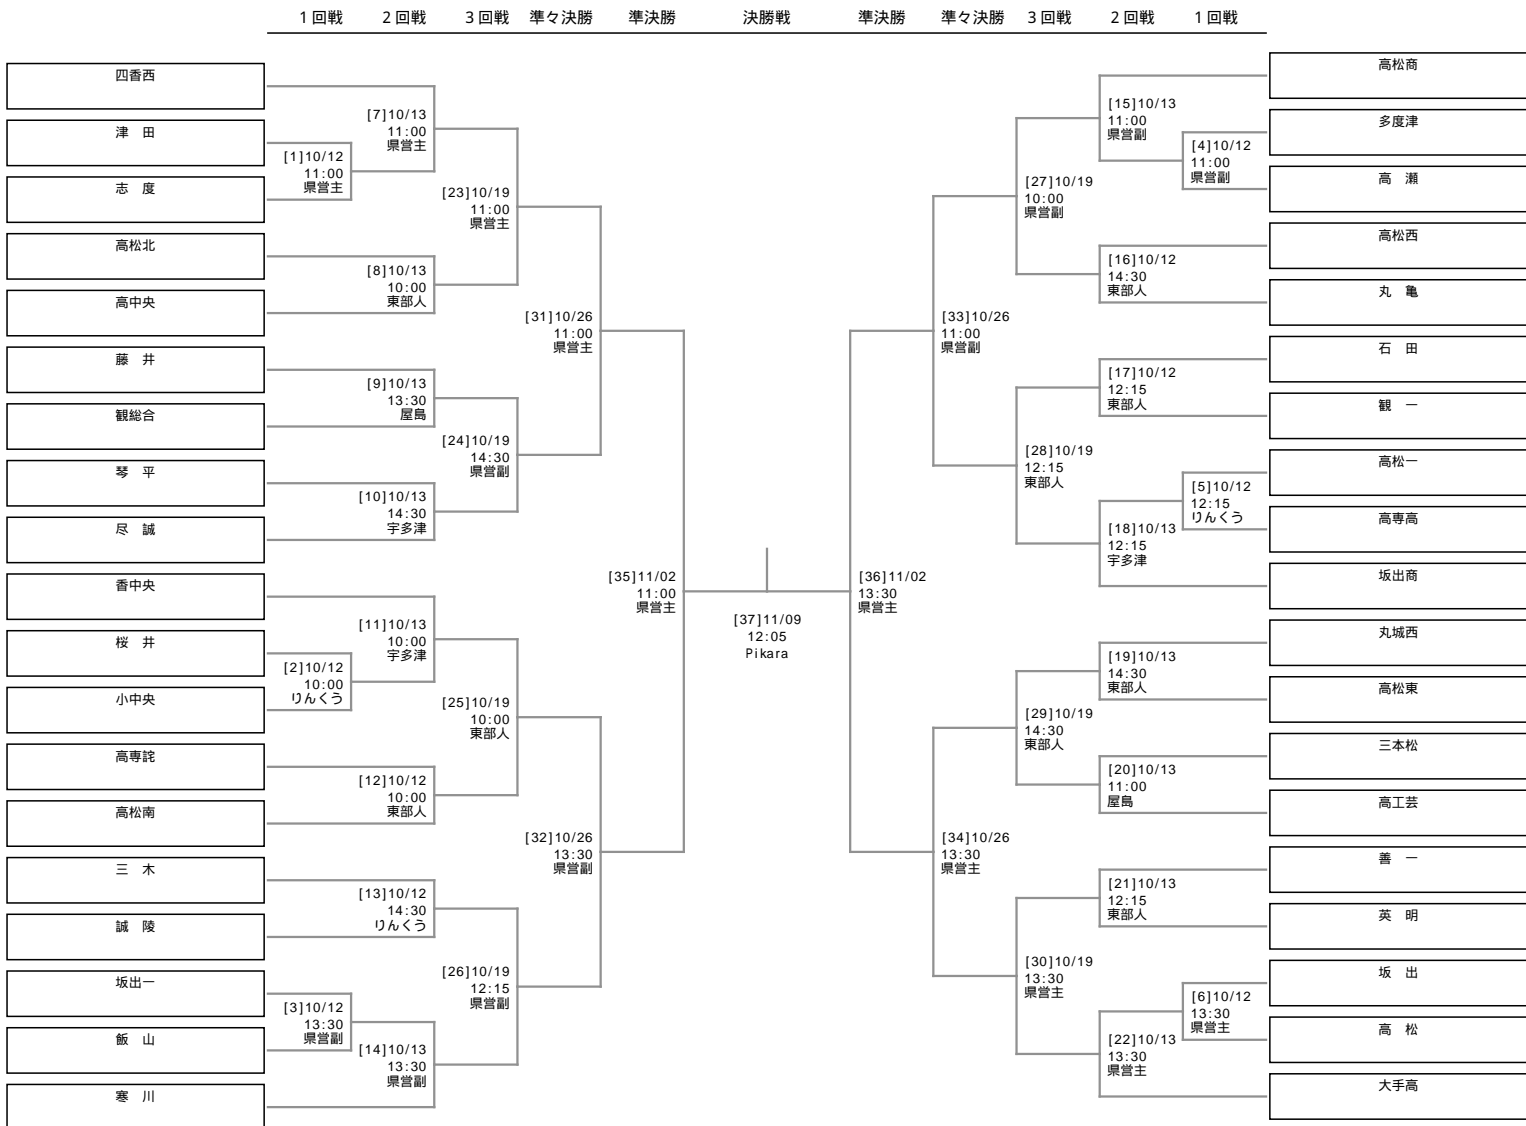 1回戦 2回戦 3回戦 準々決勝 準決勝 決勝戦 準決勝 準々決勝 3回戦 2回戦 1回戦
四香西
津　田
志　度
高松北
高中央
藤　井
観総合
琴　平
尽　誠
香中央
桜　井
小中央
高専詫
高松南
三　木
誠　陵
坂出一
飯　山
寒　川
[1]10/12
11:00
県営主
[2]10/12
10:00
りんくう
[3]10/12
13:30
県営副
[7]10/13
11:00
県営主
[8]10/13
10:00
東部人
[9]10/13
13:30
屋島
[10]10/13
14:30
宇多津
[11]10/13
10:00
宇多津
[12]10/12
10:00
東部人
[13]10/12
14:30
りんくう
[14]10/13
13:30
県営副
[23]10/19
11:00
県営主
[24]10/19
14:30
県営副
[25]10/19
10:00
東部人
[26]10/19
12:15
県営副
[31]10/26
11:00
県営主
[32]10/26
13:30
県営副
[35]11/02
11:00
県営主
[37]11/09
12:05
Pikara
[36]11/02
13:30
県営主
[33]10/26
11:00
県営副
[34]10/26
13:30
県営主
[27]10/19
10:00
県営副
[28]10/19
12:15
東部人
[29]10/19
14:30
東部人
[30]10/19
13:30
県営主
[15]10/13
11:00
県営副
[16]10/12
14:30
東部人
[17]10/12
12:15
東部人
[18]10/13
12:15
宇多津
[19]10/13
14:30
東部人
[20]10/13
11:00
屋島
[21]10/13
12:15
東部人
[22]10/13
13:30
県営主
[4]10/12
11:00
県営副
[5]10/12
12:15
りんくう
[6]10/12
13:30
県営主
高松商
多度津
高　瀬
高松西
丸　亀
石　田
観　一
高松一
高専高
坂出商
丸城西
高松東
三本松
高工芸
善　一
英　明
坂　出
高　松
大手高